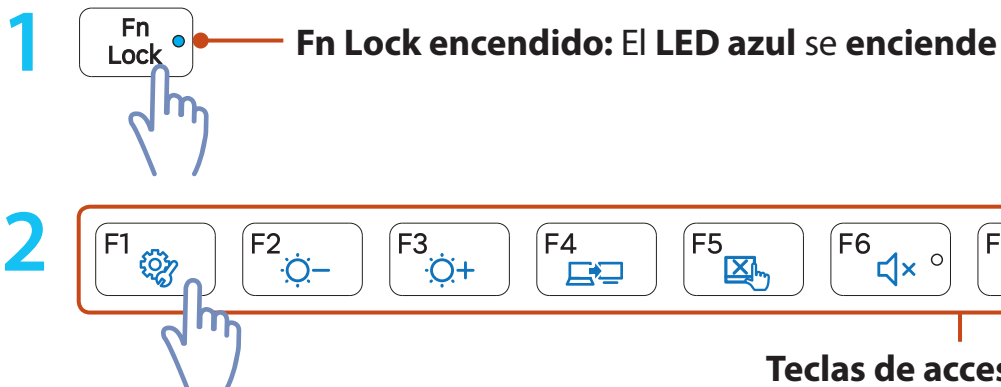 1
Fn
Lock
Fn Lock encendido: El LED azul se enciende
2
F1 F2 F3 F4 F5 F6
Teclas de